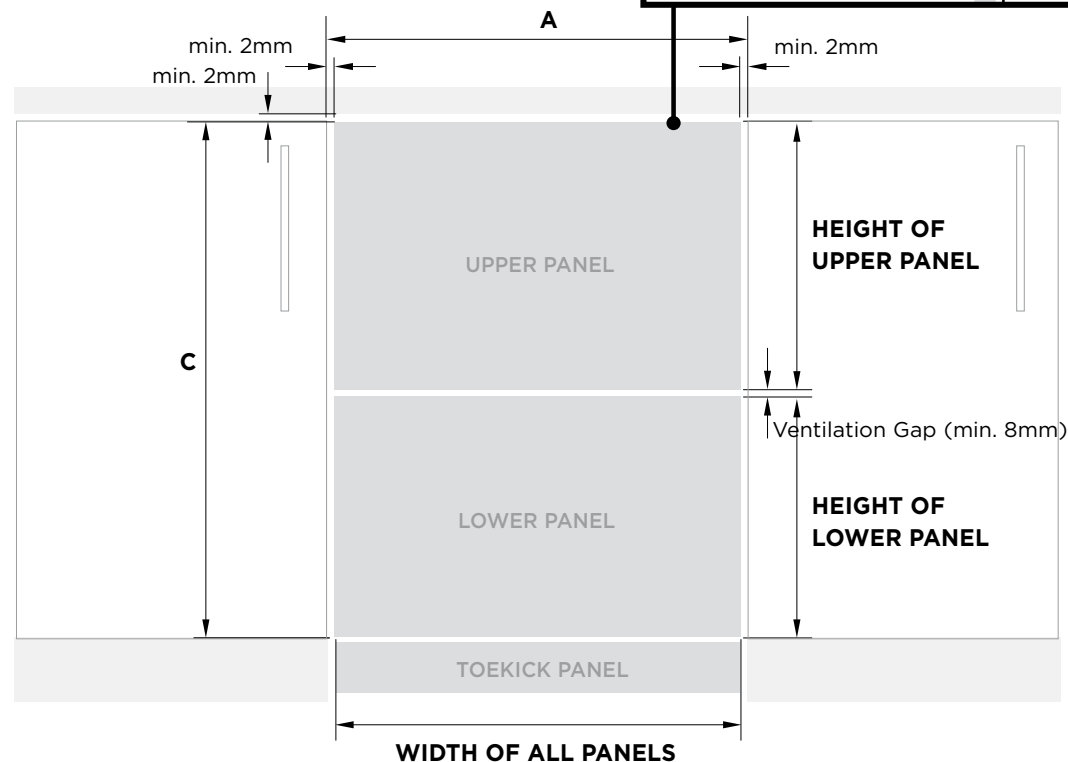 A
min. 2mm
min. 2mm
min. 2mm
UPPER PANEL
HEIGHT OF
UPPER PANEL
C
Ventilation Gap (min. 8mm)
LOWER PANEL
HEIGHT OF
LOWER PANEL
TOEKICK PANEL
WIDTH OF ALL PANELS